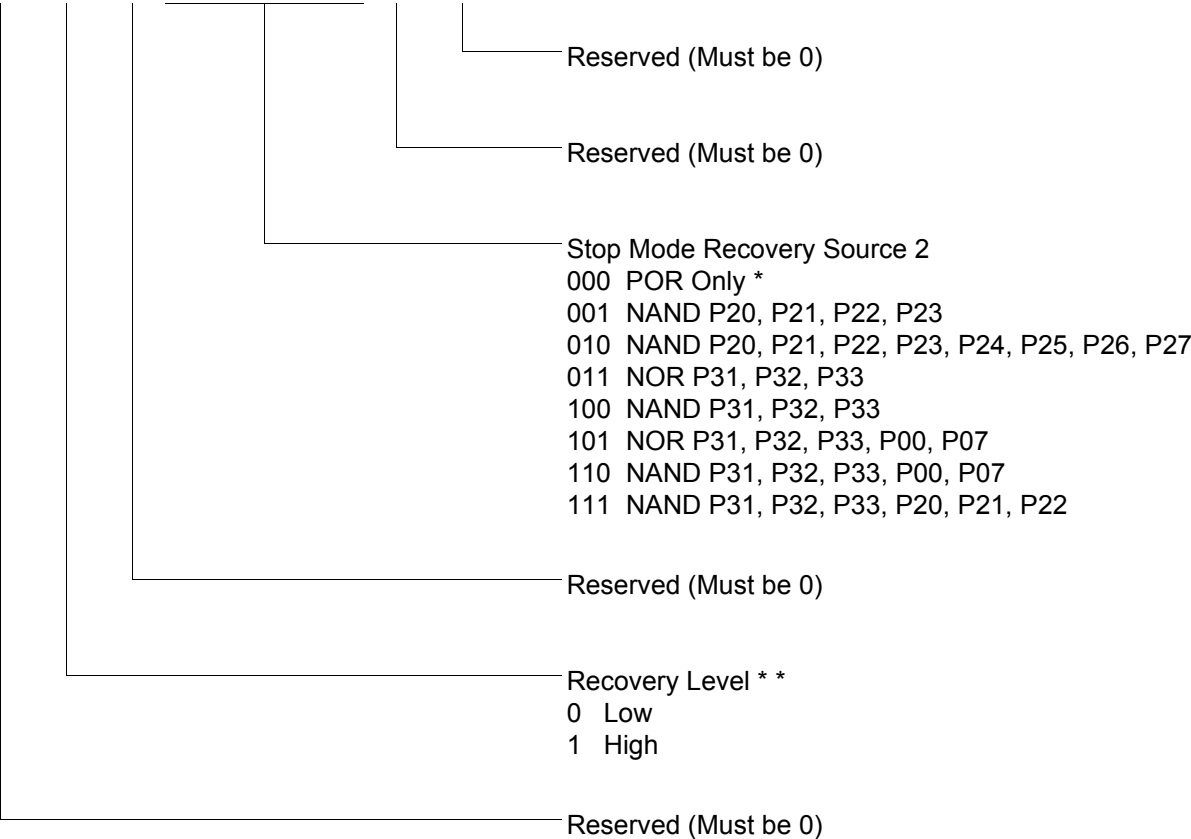 Reserved (Must be 0)
Reserved (Must be 0)
Stop Mode Recovery Source 2
000 POR Only *
001 NAND P20, P21, P22, P23
010 NAND P20, P21, P22, P23, P24, P25, P26, P27
011 NOR P31, P32, P33
100 NAND P31, P32, P33
101 NOR P31, P32, P33, P00, P07
110 NAND P31, P32, P33, P00, P07
111 NAND P31, P32, P33, P20, P21, P22
Reserved (Must be 0)
Recovery Level * *
0 Low
1 High
Reserved (Must be 0)